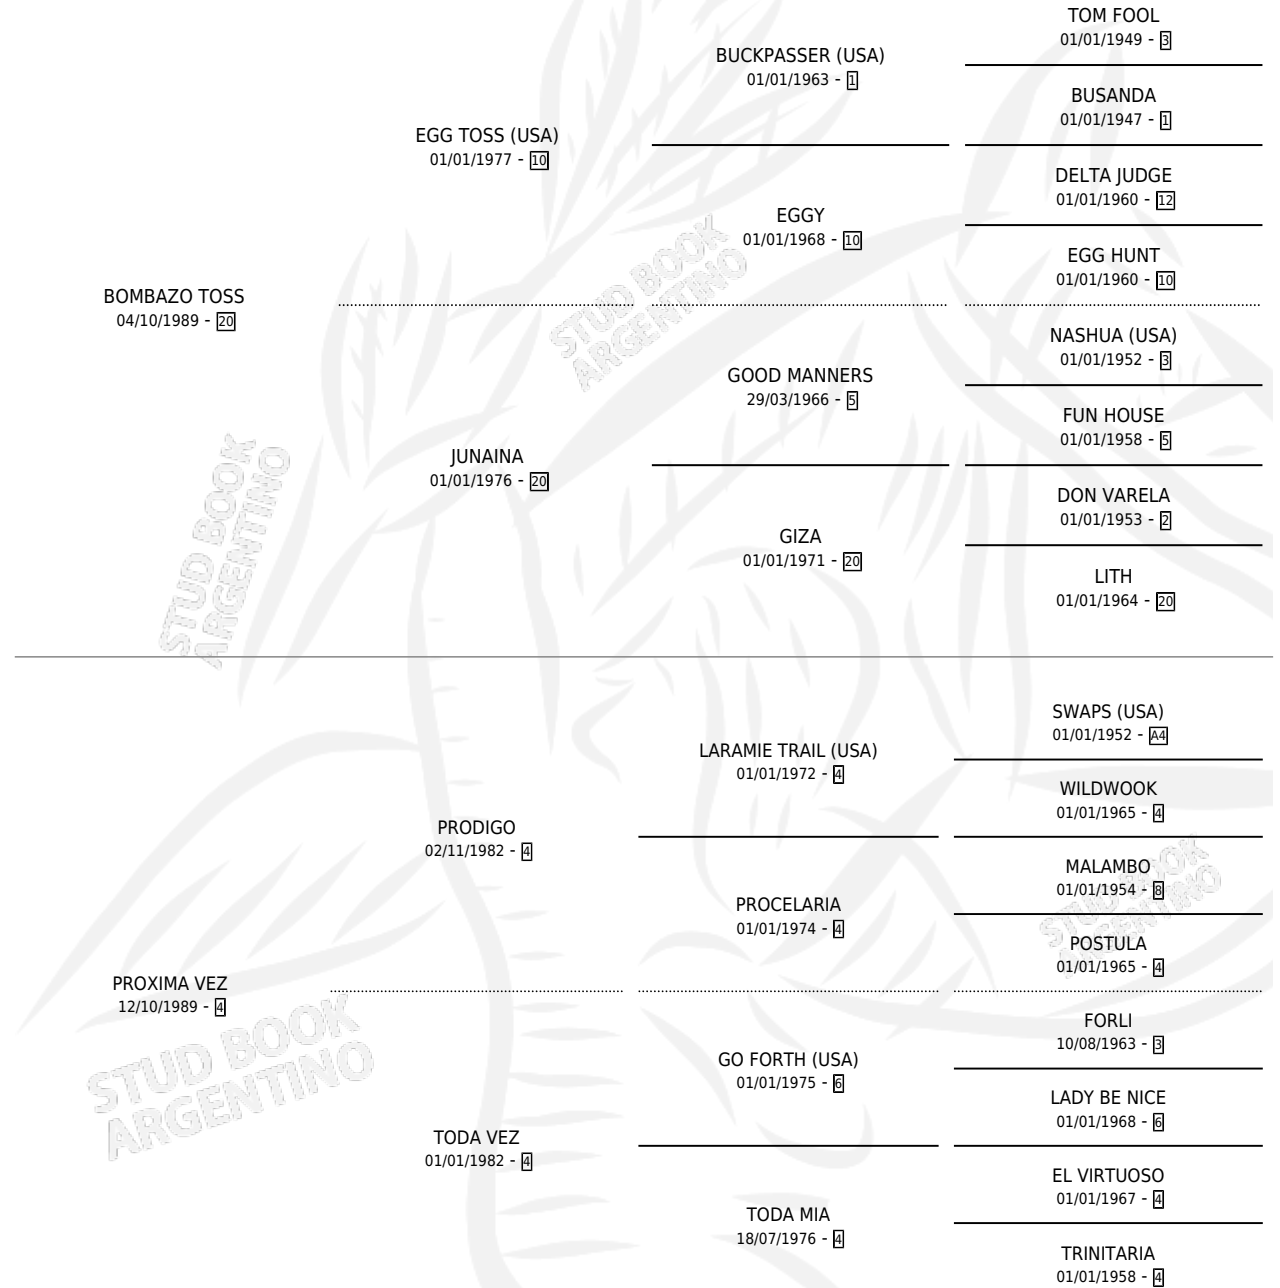 TOM FOOL
01/01/1949 - 3
BUCKPASSER (USA)
01/01/1963 - 1
BUSANDA
01/01/1947 - 1
EGG TOSS (USA)
01/01/1977 - 10
DELTA JUDGE
01/01/1960 - 12
EGGY
01/01/1968 - 10
EGG HUNT
01/01/1960 - 10
BOMBAZO TOSS
04/10/1989 - 20
STUD BOOK
ARGENTINO
NASHUA (USA)
01/01/1952 - 3
GOOD MANNERS
29/03/1966 - 5
FUN HOUSE
01/01/1958 - 5
JUNAINA
01/01/1976 - 20
DON VARELA
01/01/1953 - 2
GIZA
01/01/1971 - 20
LITH
01/01/1964 - 20
STUD BOOK
ARGENTINO
SWAPS (USA)
01/01/1952 - A4
LARAMIE TRAIL (USA)
01/01/1972 - 4
WILDWOOK
01/01/1965 - 4
PRODIGO
02/11/1982 - 4
MALAMBO
01/01/1954 - 8
PROCELARIA
01/01/1974 - 4
POSTULA
01/01/1965 - 4
STUD BOOK
ARGENTINO
PROXIMA VEZ
12/10/1989 - 4
FORLI
10/08/1963 - 3
GO FORTH (USA)
01/01/1975 - 6
LADY BE NICE
01/01/1968 - 6
STUD BOOK
ARGENTINO
TODA VEZ
01/01/1982 - 4
EL VIRTUOSO
01/01/1967 - 4
TODA MIA
18/07/1976 - 4
TRINITARIA
01/01/1958 - 4